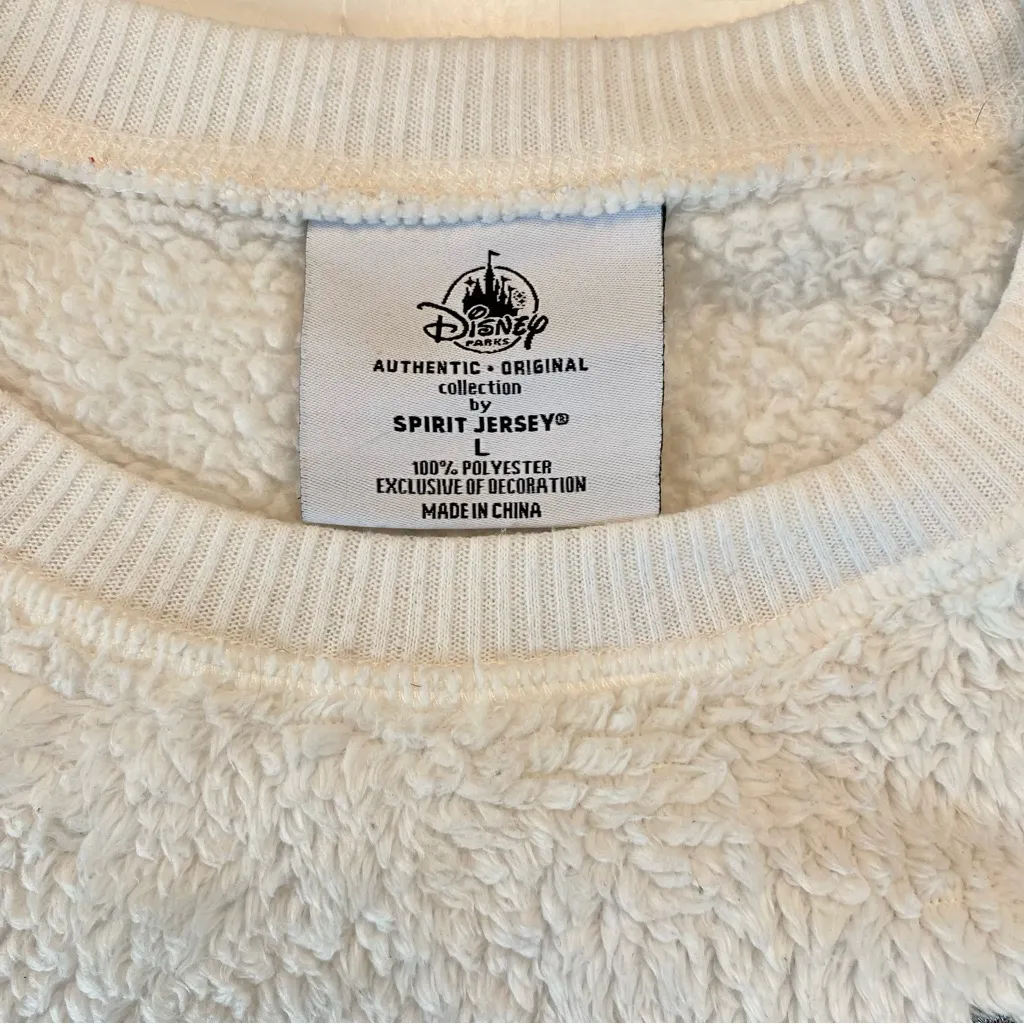 Disney
PARKS
AUTHENTIC • ORIGINAL
collection
by
SPIRIT JERSEY®
L
100% POLYESTER
EXCLUSIVE OF DECORATION
MADE IN CHINA